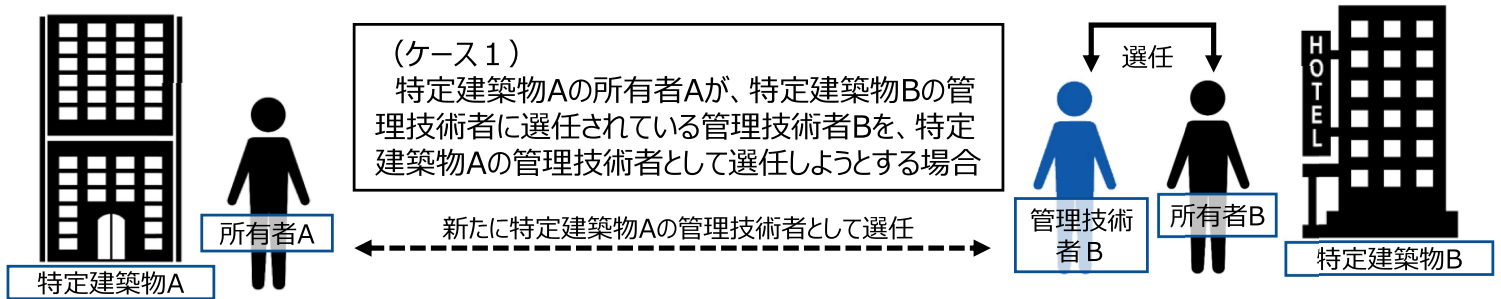 (ケース１)
特定建築物Aの所有者Aが、特定建築物Bの管
理技術者に選任されている管理技術者Bを、特定
建築物Aの管理技術者として選任しようとする場合
新たに特定建築物Aの管理技術者として選任
所有者A
特定建築物A
選任
管理技術
者Ｂ
所有者B
HOTEL
特定建築物B